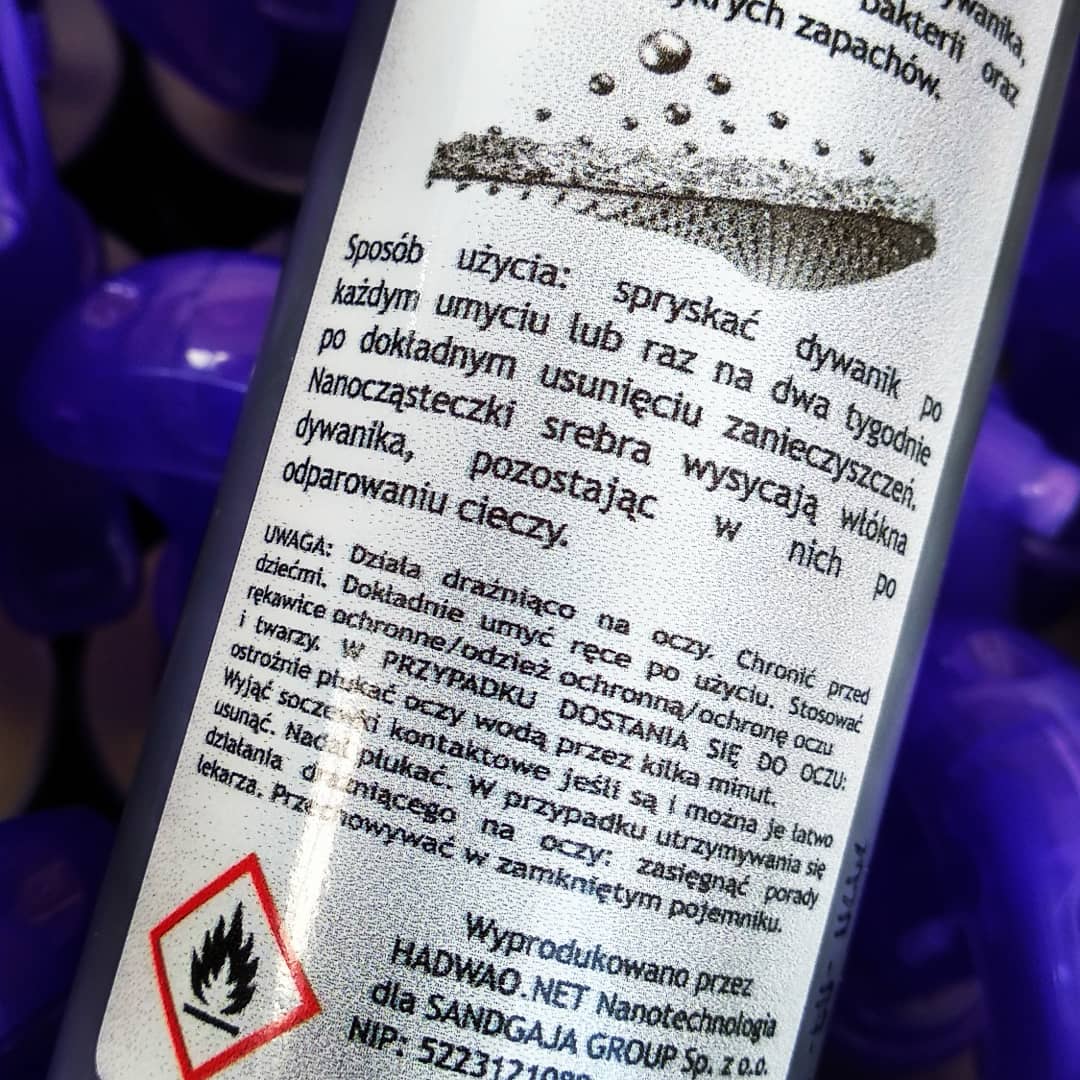 dywanika,
bakterii oraz
zapachów.
Sposób użycia: spryskać dywanik po
każdym umyciu lub raz na dwa tygodnie
po dokładnym usunięciu zanieczyszczeń.
Nanocząsteczki srebra wysycają włókna
dywanika, pozostając w nich po
odparowaniu cieczy.
UWAGA: Działa drażniąco na oczy. Chronić przed
dziećmi. Dokładnie umyć ręce po użyciu. Stosować
rękawice ochronne/odzież ochronną/ochronę oczu
i twarzy. W PRZYPADKU DOSTANIA SIĘ DO OCZU:
ostrożnie płukać oczy wodą przez kilka minut.
Wyjąć soczewki kontaktowe jeśli są i można je łatwo
usunąć. Nadal płukać. W przypadku utrzymywania się
działania drażniącego na oczy: zasięgnąć porady
lekarza. Przechowywać w zamkniętym pojemniku.
Wyprodukowano przez
HADWAO.NET Nanotechnologia
dla SANDGAJA GROUP Sp. z o.o.
NIP: